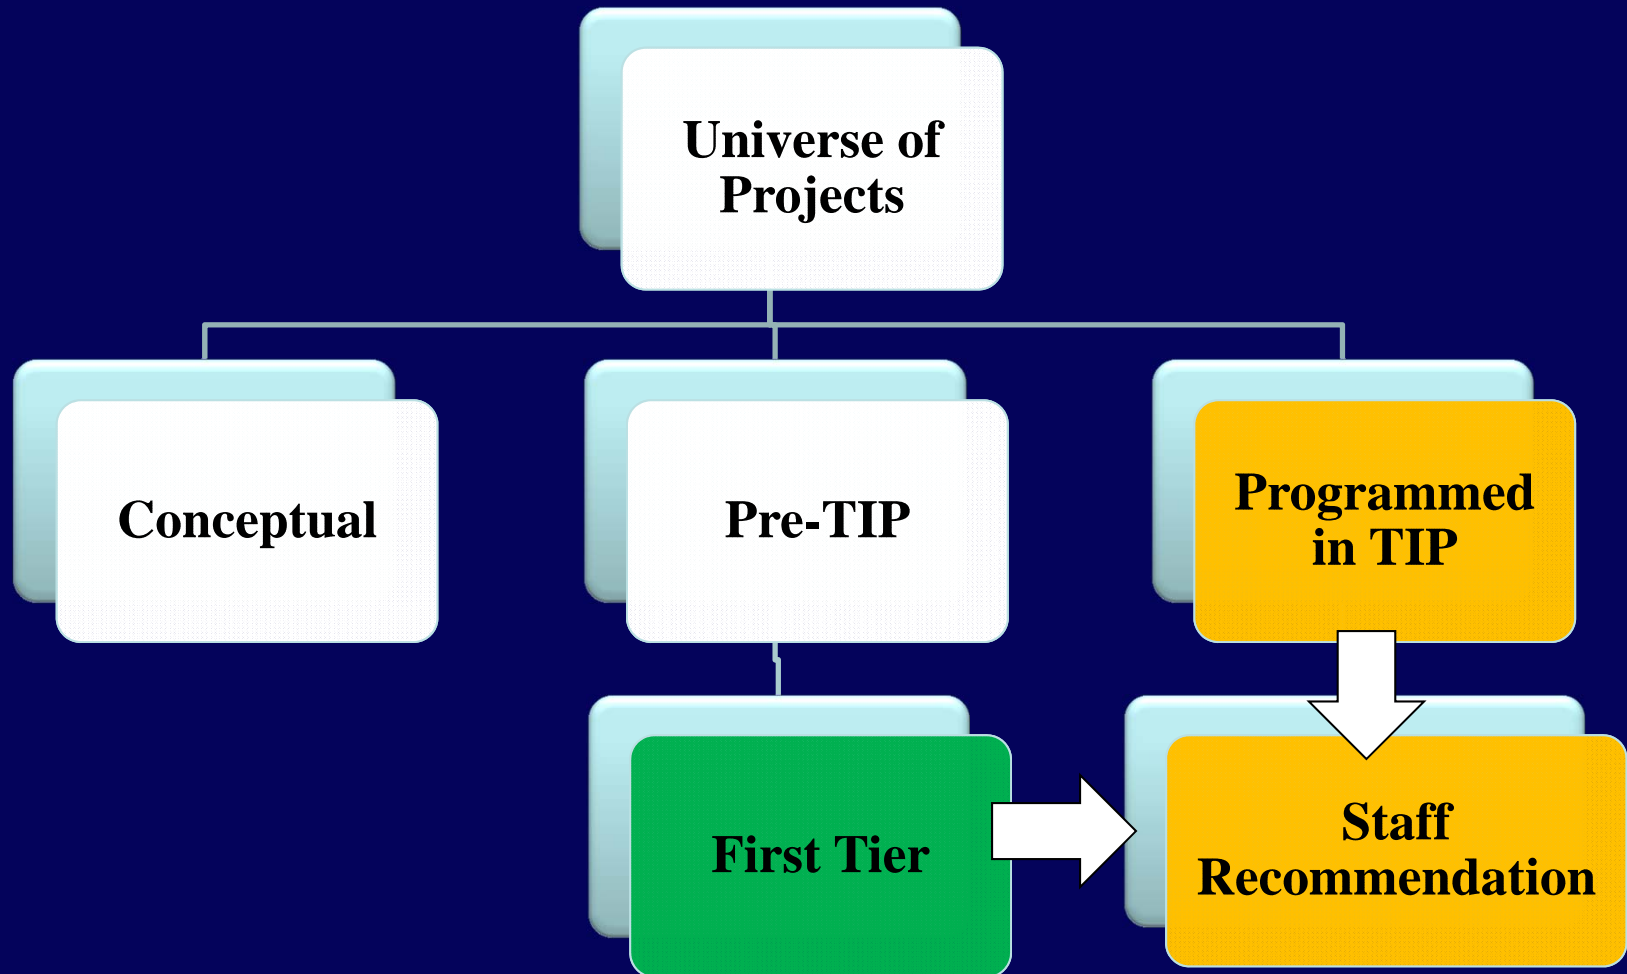 Universe of
Projects
Conceptual
Pre-TIP
Programmed
in TIP
First Tier
Staff
Recommendation